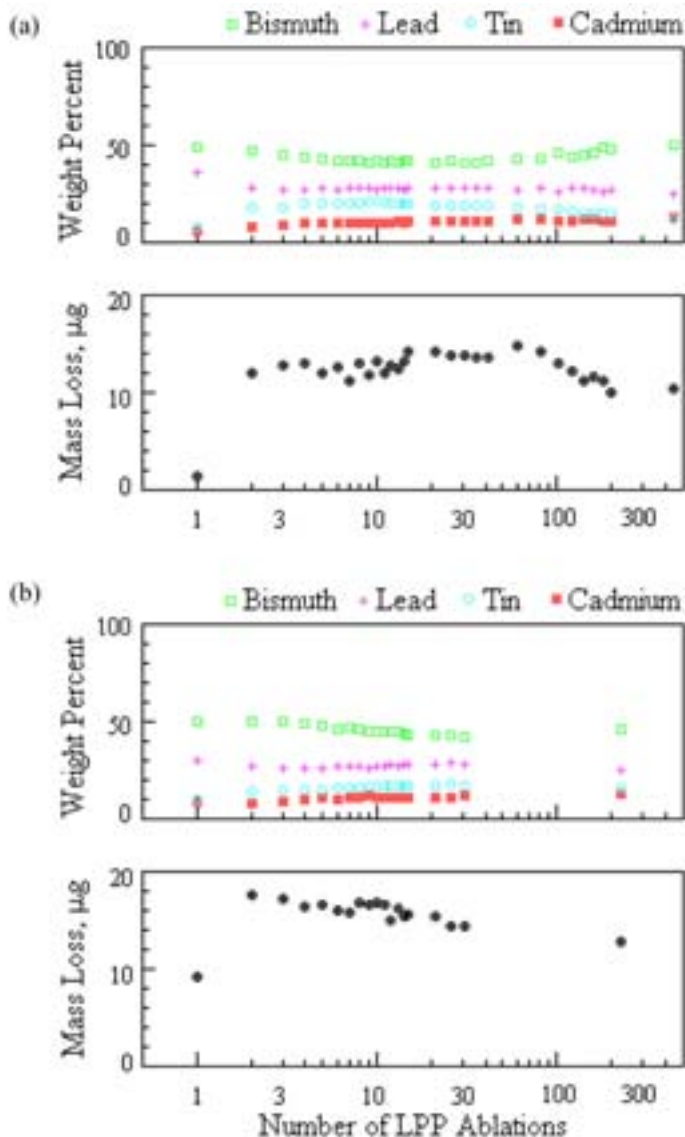 (a)
Bismuth Lead Tin Cadmium
100
50
0
Weight Percent
20
10
0
Mass Loss, µg
1 3 10 30 100 300
(b)
Bismuth Lead Tin Cadmium
100
50
0
Weight Percent
20
10
0
Mass Loss, µg
1 3 10 30 100 300
Number of LPP Ablations